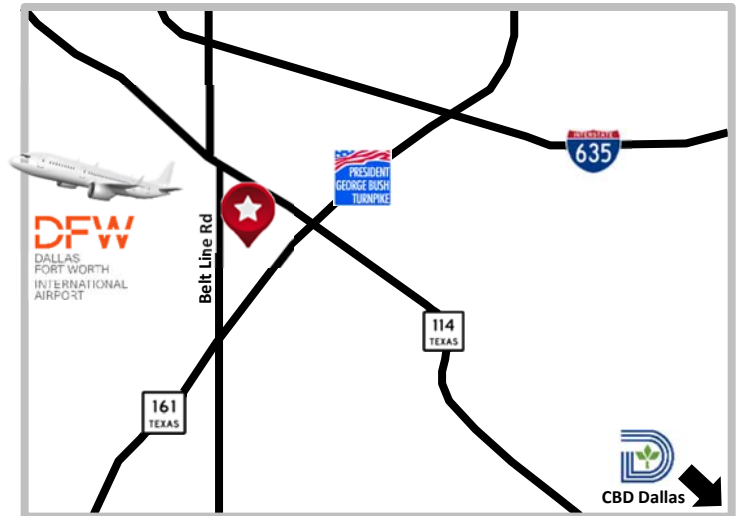 INTERSTATE
635
PRESIDENT
GEORGE BUSH
TURNPIKE
DFW
DALLAS
FORT WORTH
INTERNATIONAL
AIRPORT
Belt Line Rd
114
TEXAS
161
TEXAS
CBD Dallas